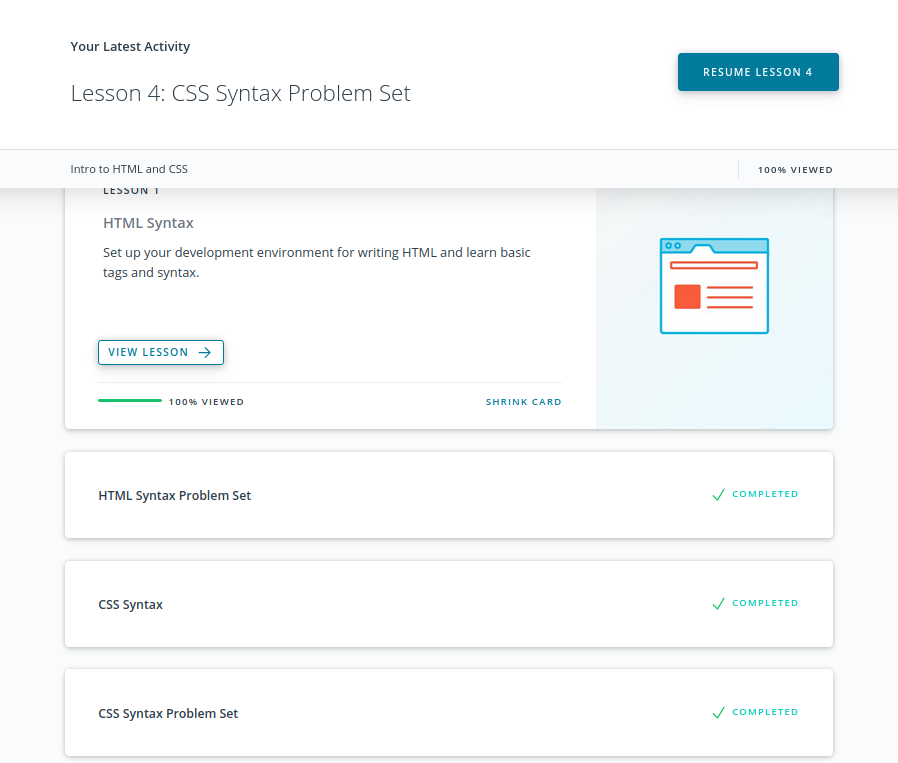 Your Latest Activity
Lesson 4: CSS Syntax Problem Set
RESUME LESSON 4
Intro to HTML and CSS
100% VIEWED
LESSON 1
HTML Syntax
Set up your development environment for writing HTML and learn basic
tags and syntax.
VIEW LESSON
100% VIEWED
SHRINK CARD
HTML Syntax Problem Set
COMPLETED
CSS Syntax
COMPLETED
CSS Syntax Problem Set
COMPLETED